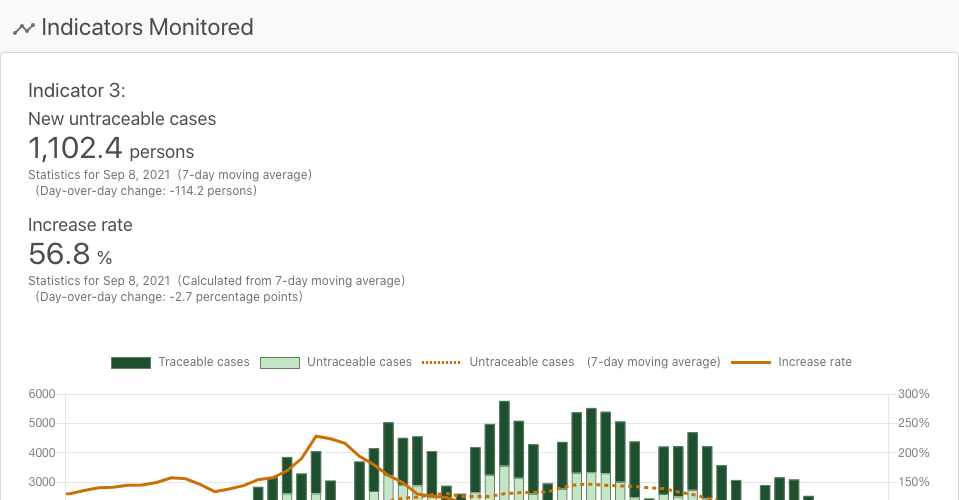 Indicators Monitored
Indicator 3:
New untraceable cases
1,102.4 persons
Statistics for Sep 8, 2021 (7-day moving average)
(Day-over-day change: -114.2 persons)
Increase rate
56.8 %
Statistics for Sep 8, 2021 (Calculated from 7-day moving average)
(Day-over-day change: -2.7 percentage points)
Traceable cases Untraceable cases Untraceable cases (7-day moving average) Increase rate
6000 300%
5000 250%
4000 200%
3000 150%